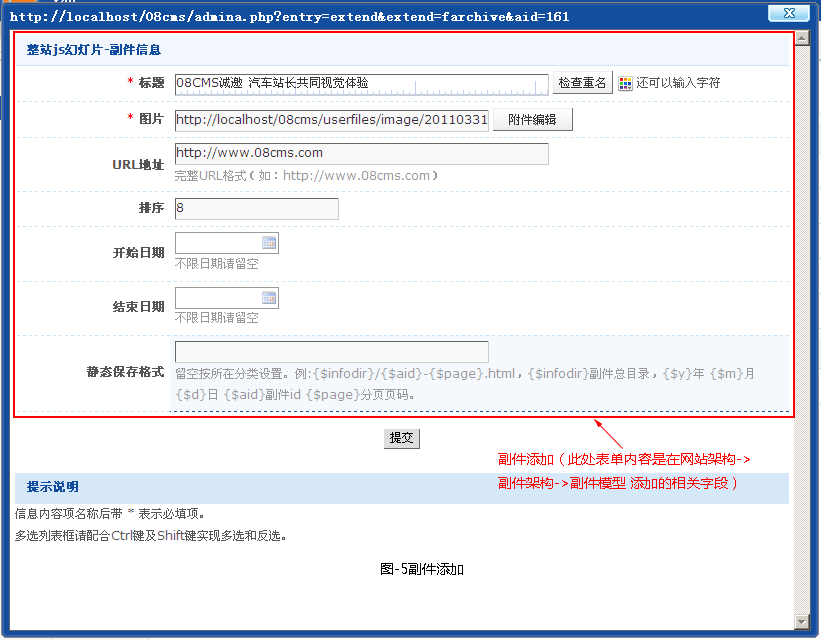 http://localhost/08cms/admina.php?entry=extend&extend=farchive&aid=161
整站js幻灯片-副件信息
* 标题 08CMS诚邀 汽车站长共同视觉体验 检查重名 还可以输入字符
* 图片 http://localhost/08cms/userfiles/image/20110331 附件编辑
URL地址 http://www.08cms.com
完整URL格式(如:http://www.08cms.com)
排序 8
开始日期
不限日期请留空
结束日期
不限日期请留空
静态保存格式
留空按所在分类设置。例:{$infodir}/{$aid}-{$page}.html,{$infodir}副件总目录,{$y}年 {$m}月
{$d}日 {$aid}副件id {$page}分页页码。
提交
副件添加(此处表单内容是在网站架构->
副件架构->副件模型 添加的相关字段)
提示说明
信息内容项名称后带 * 表示必填项。
多选列表框请配合Ctrl键及Shift键实现多选和反选。
图-5副件添加